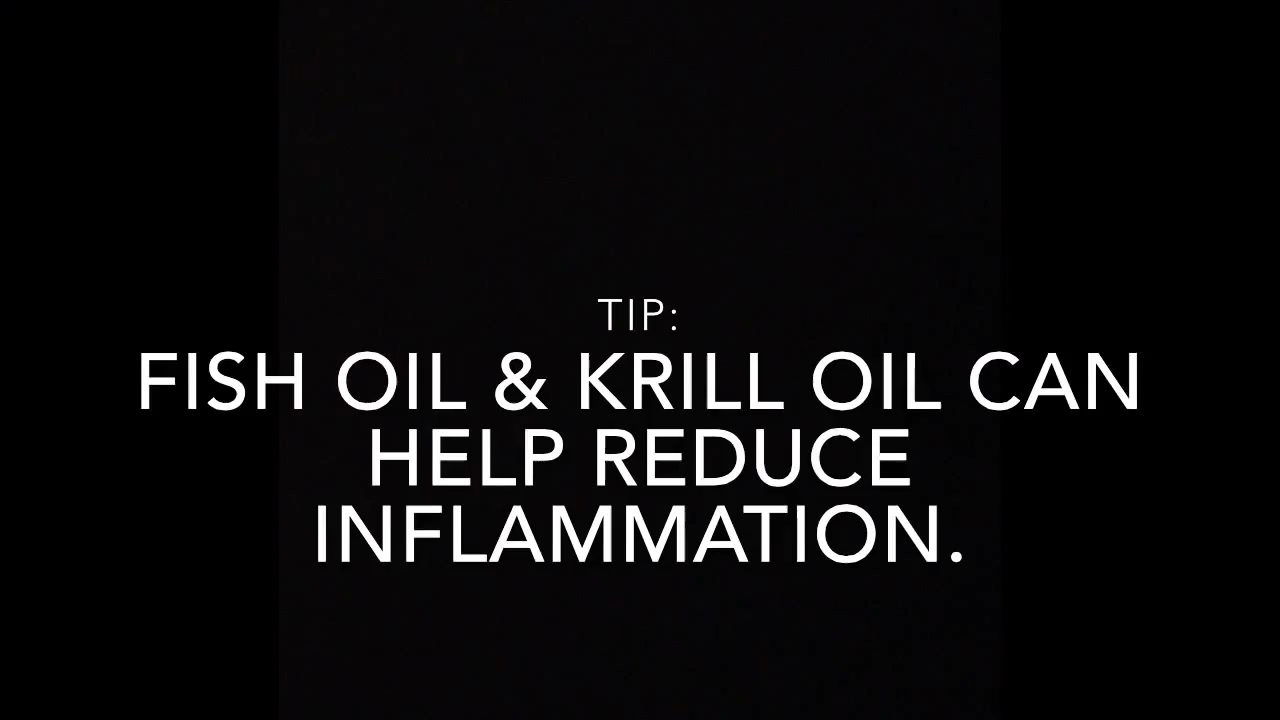 TIP:
FISH OIL & KRILL OIL CAN
HELP REDUCE
INFLAMMATION.